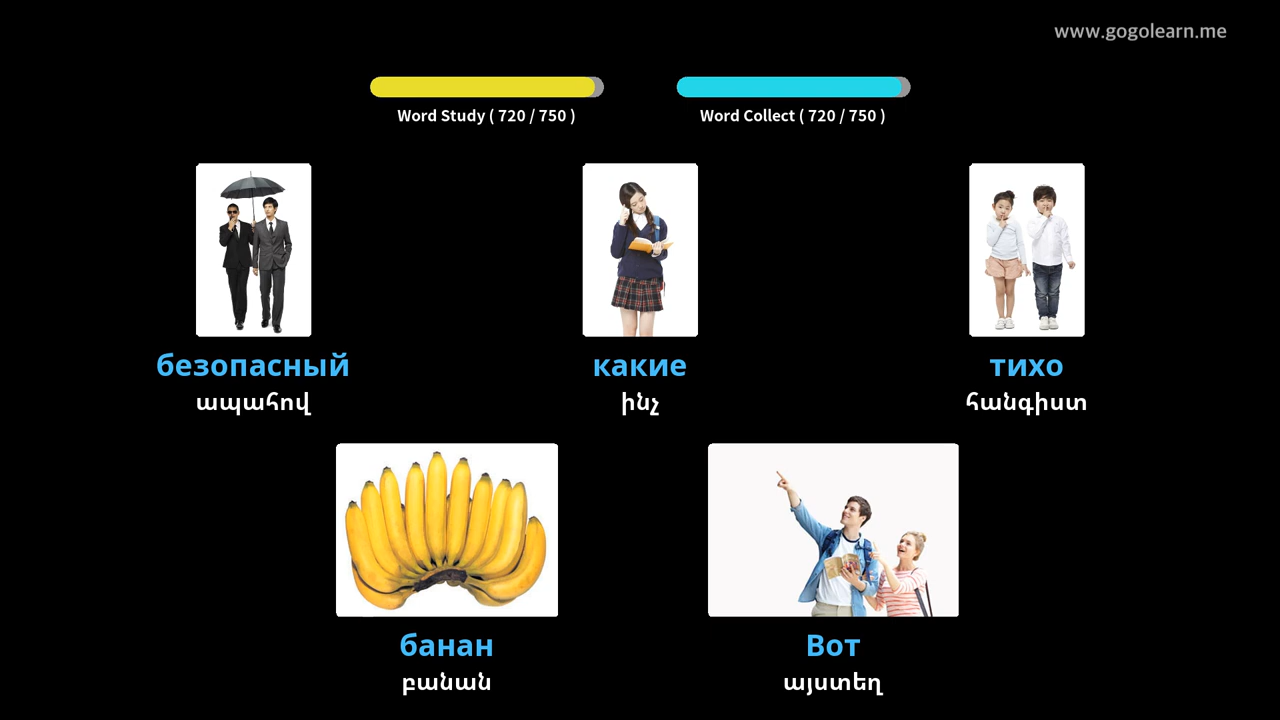 www.gogolearn.me
Word Study ( 720 / 750 )
Word Collect ( 720 / 750 )
безопасный
ապահով
какие
ինչ
тихо
հանգիստ
банан
բանան
Вот
այստեղ